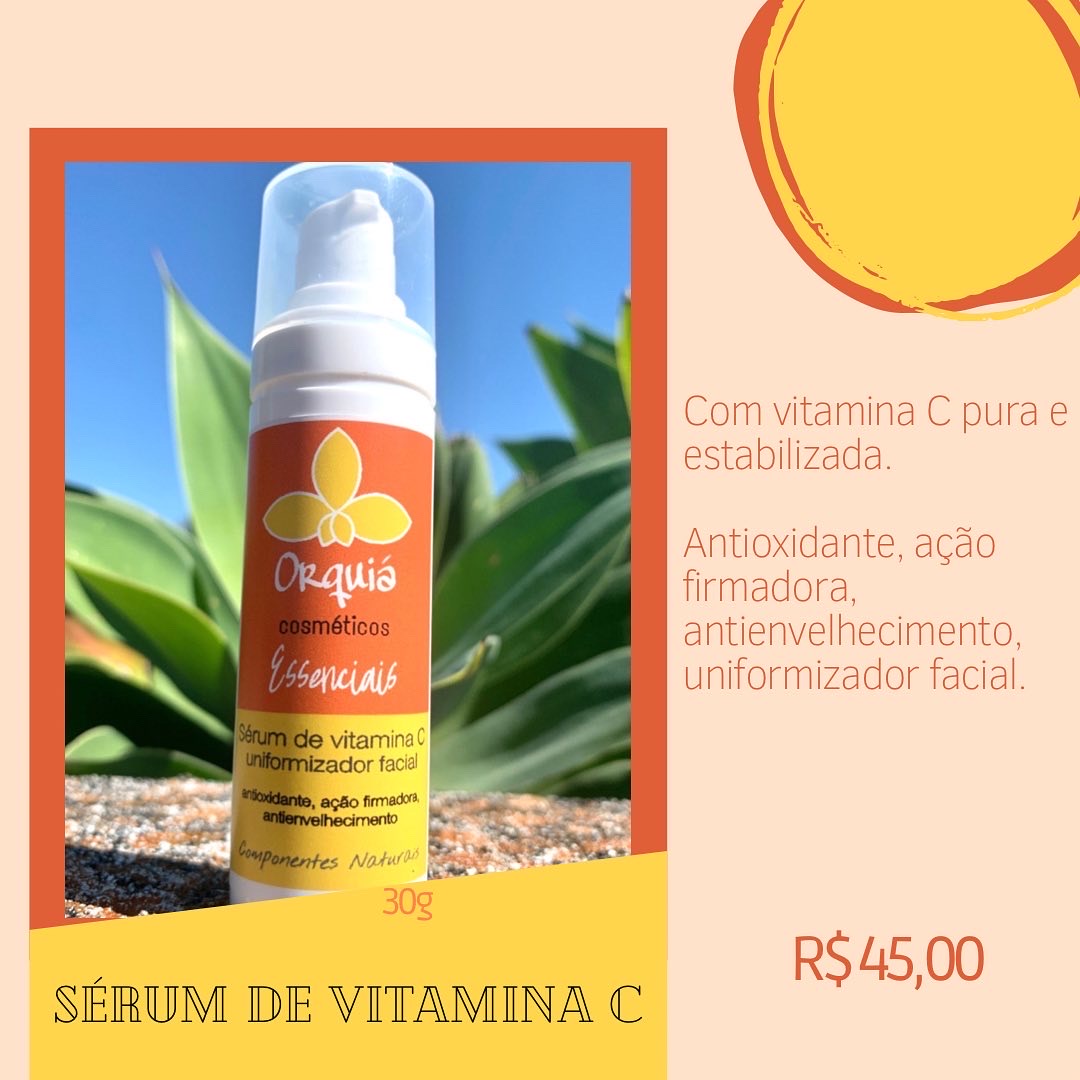 Orquiá
cosméticos
Essenciais
Sérum de vitamina C
uniformizador facial
antioxidante, ação firmadora,
antienvelhecimento
Componentes Naturais
30g
SÉRUM DE VITAMINA C
Com vitamina C pura e
estabilizada.
Antioxidante, ação
firmadora,
antienvelhecimento,
uniformizador facial.
R$ 45,00